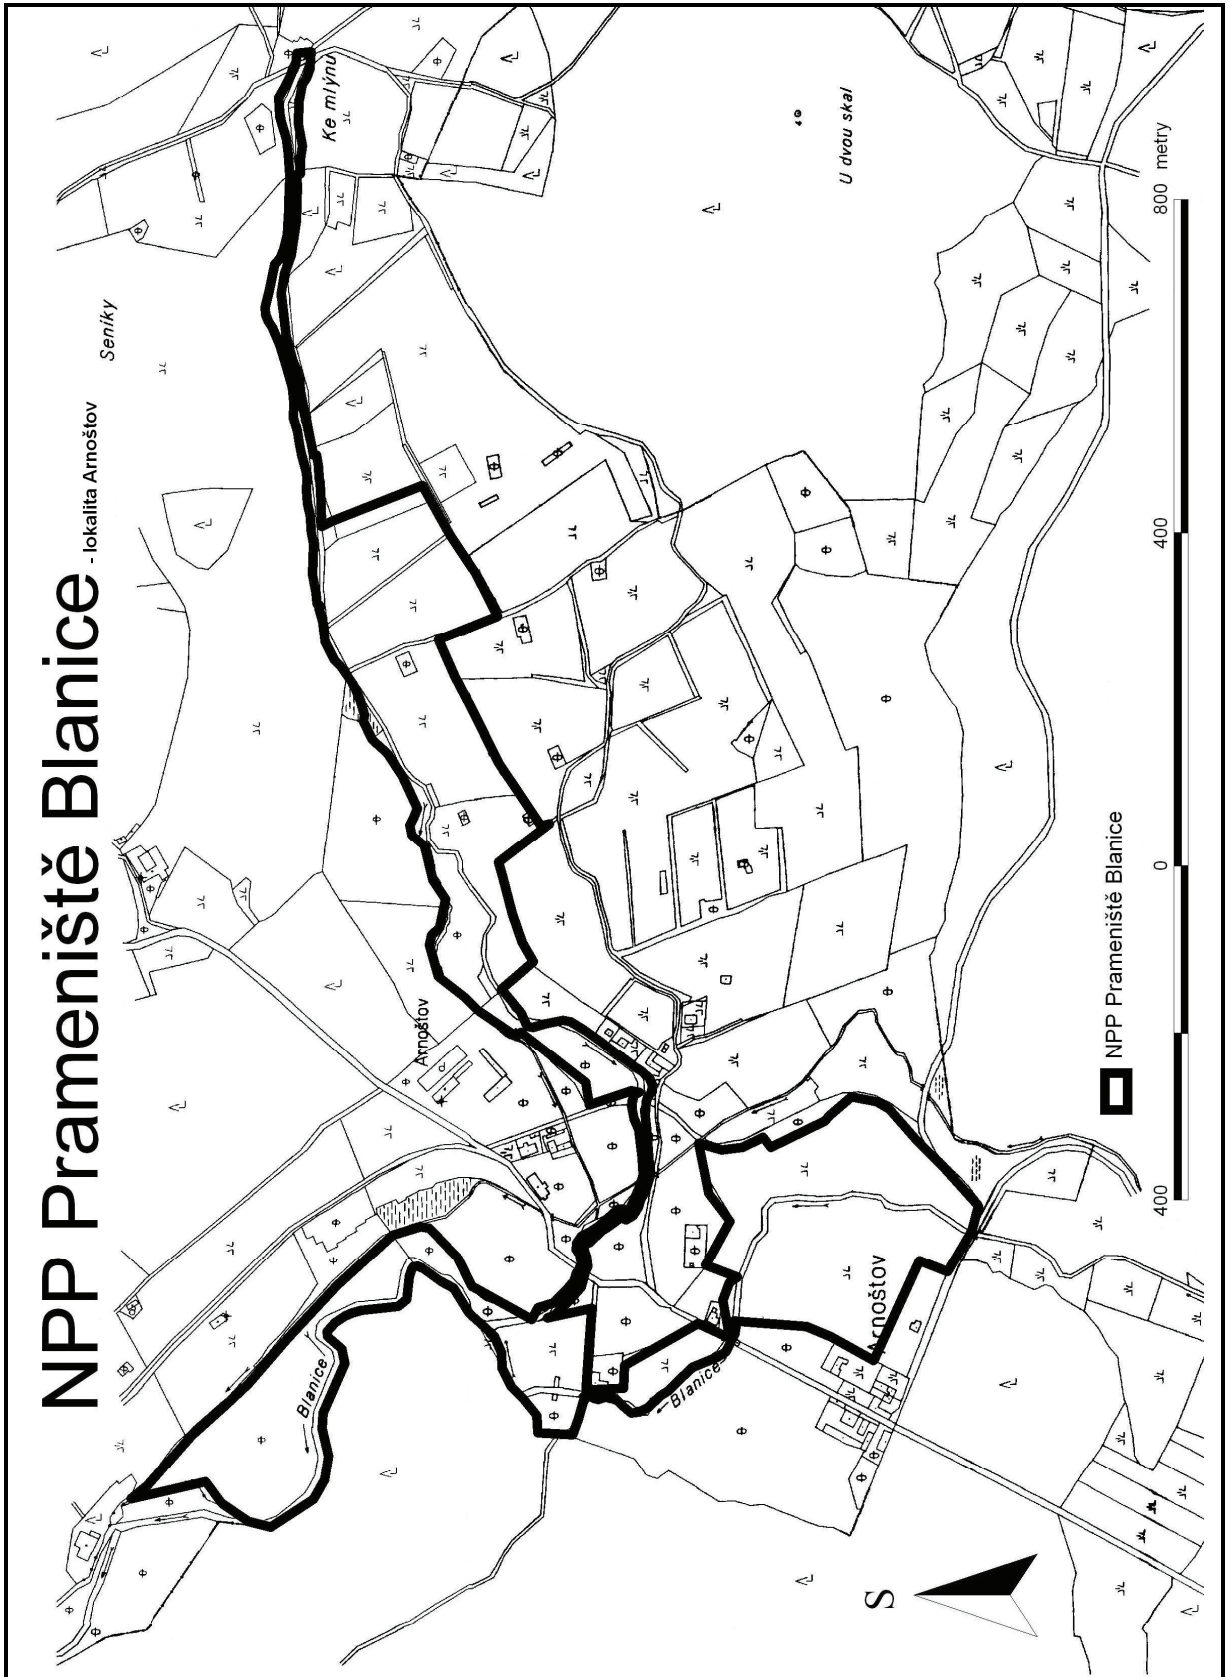 NPP Prameniště Blanice - lokalita Arnoštov
Seníky
Ke mlýnu
U dvou skal
Arnoštov
Blanice
Blanice
Arnoštov
S
NPP Prameniště Blanice
400 0 400 800 metry